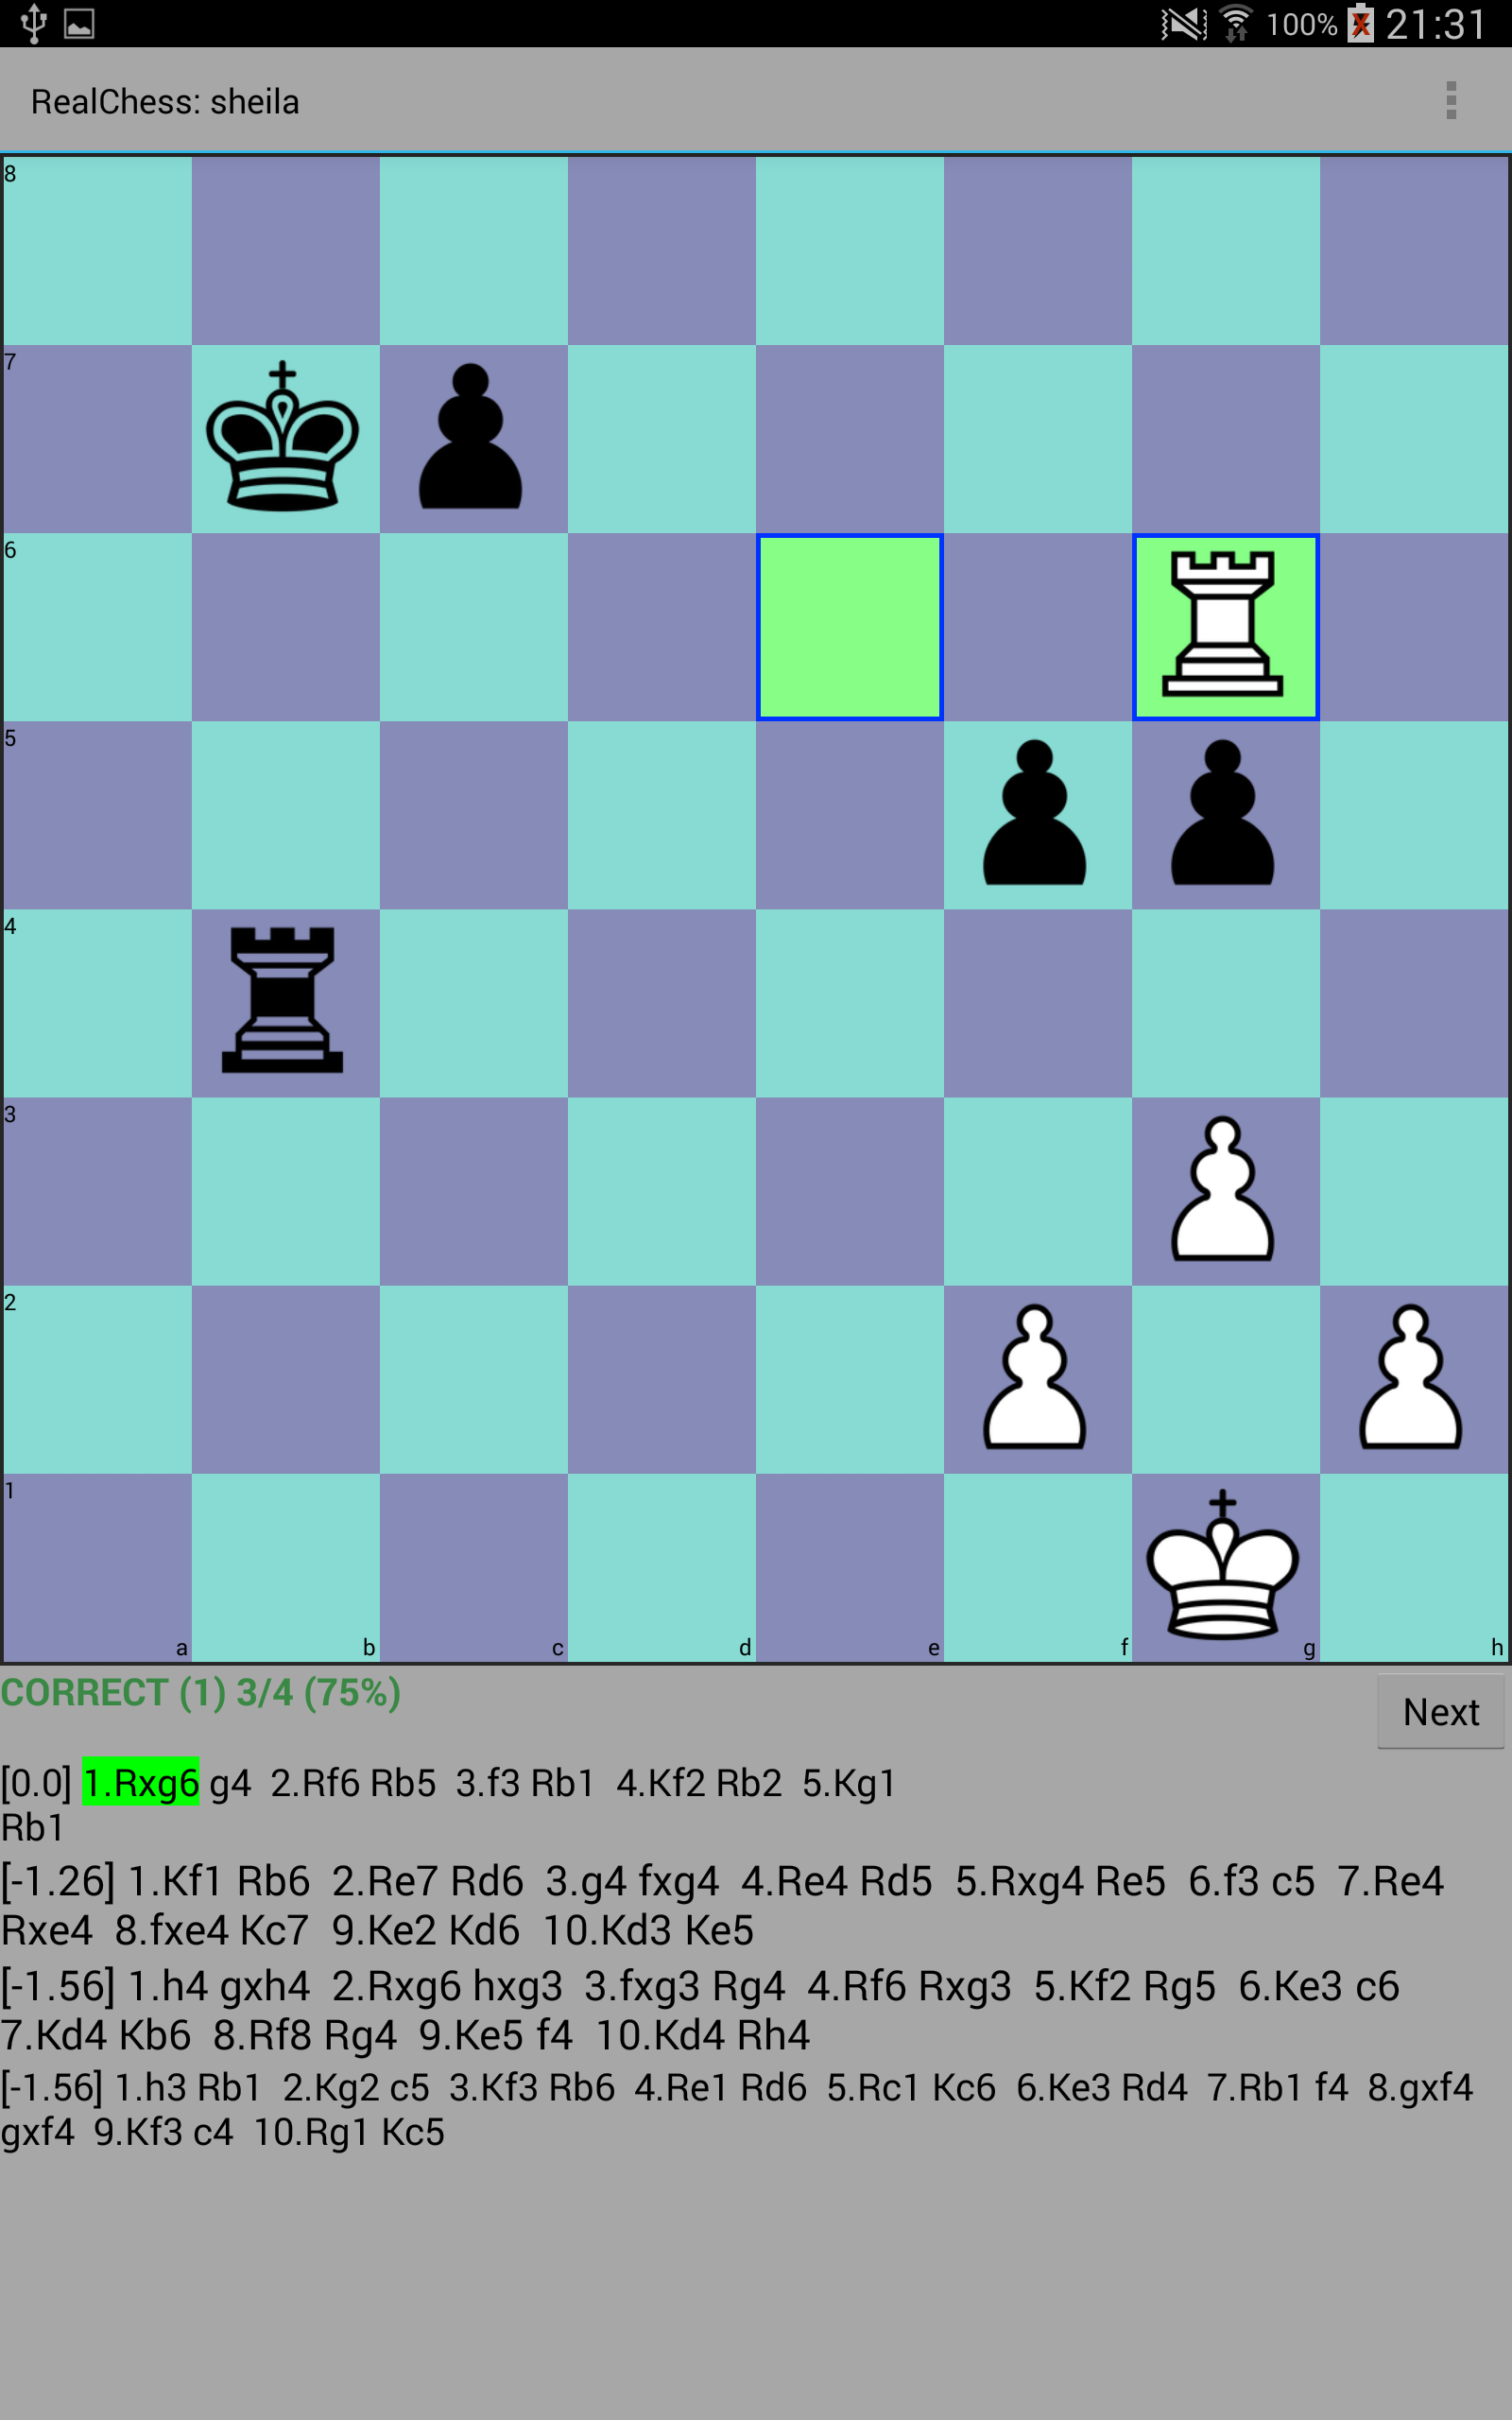 100% 21:31
RealChess: sheila
8
7
6
5
4
3
2
1
a b c d e f g h
CORRECT (1) 3/4 (75%)
Next
[0.0] 1.Rxg6 g4 2.Rf6 Rb5 3.f3 Rb1 4.Kf2 Rb2 5.Kg1
Rb1
[-1.26] 1.Kf1 Rb6 2.Re7 Rd6 3.g4 fxg4 4.Re4 Rd5 5.Rxg4 Re5 6.f3 c5 7.Re4
Rxe4 8.fxe4 Kc7 9.Ke2 Kd6 10.Kd3 Ke5
[-1.56] 1.h4 gxh4 2.Rxg6 hxg3 3.fxg3 Rg4 4.Rf6 Rxg3 5.Kf2 Rg5 6.Ke3 c6
7.Kd4 Kb6 8.Rf8 Rg4 9.Ke5 f4 10.Kd4 Rh4
[-1.56] 1.h3 Rb1 2.Kg2 c5 3.Kf3 Rb6 4.Re1 Rd6 5.Rc1 Kc6 6.Ke3 Rd4 7.Rb1 f4 8.gxf4
gxf4 9.Kf3 c4 10.Rg1 Kc5